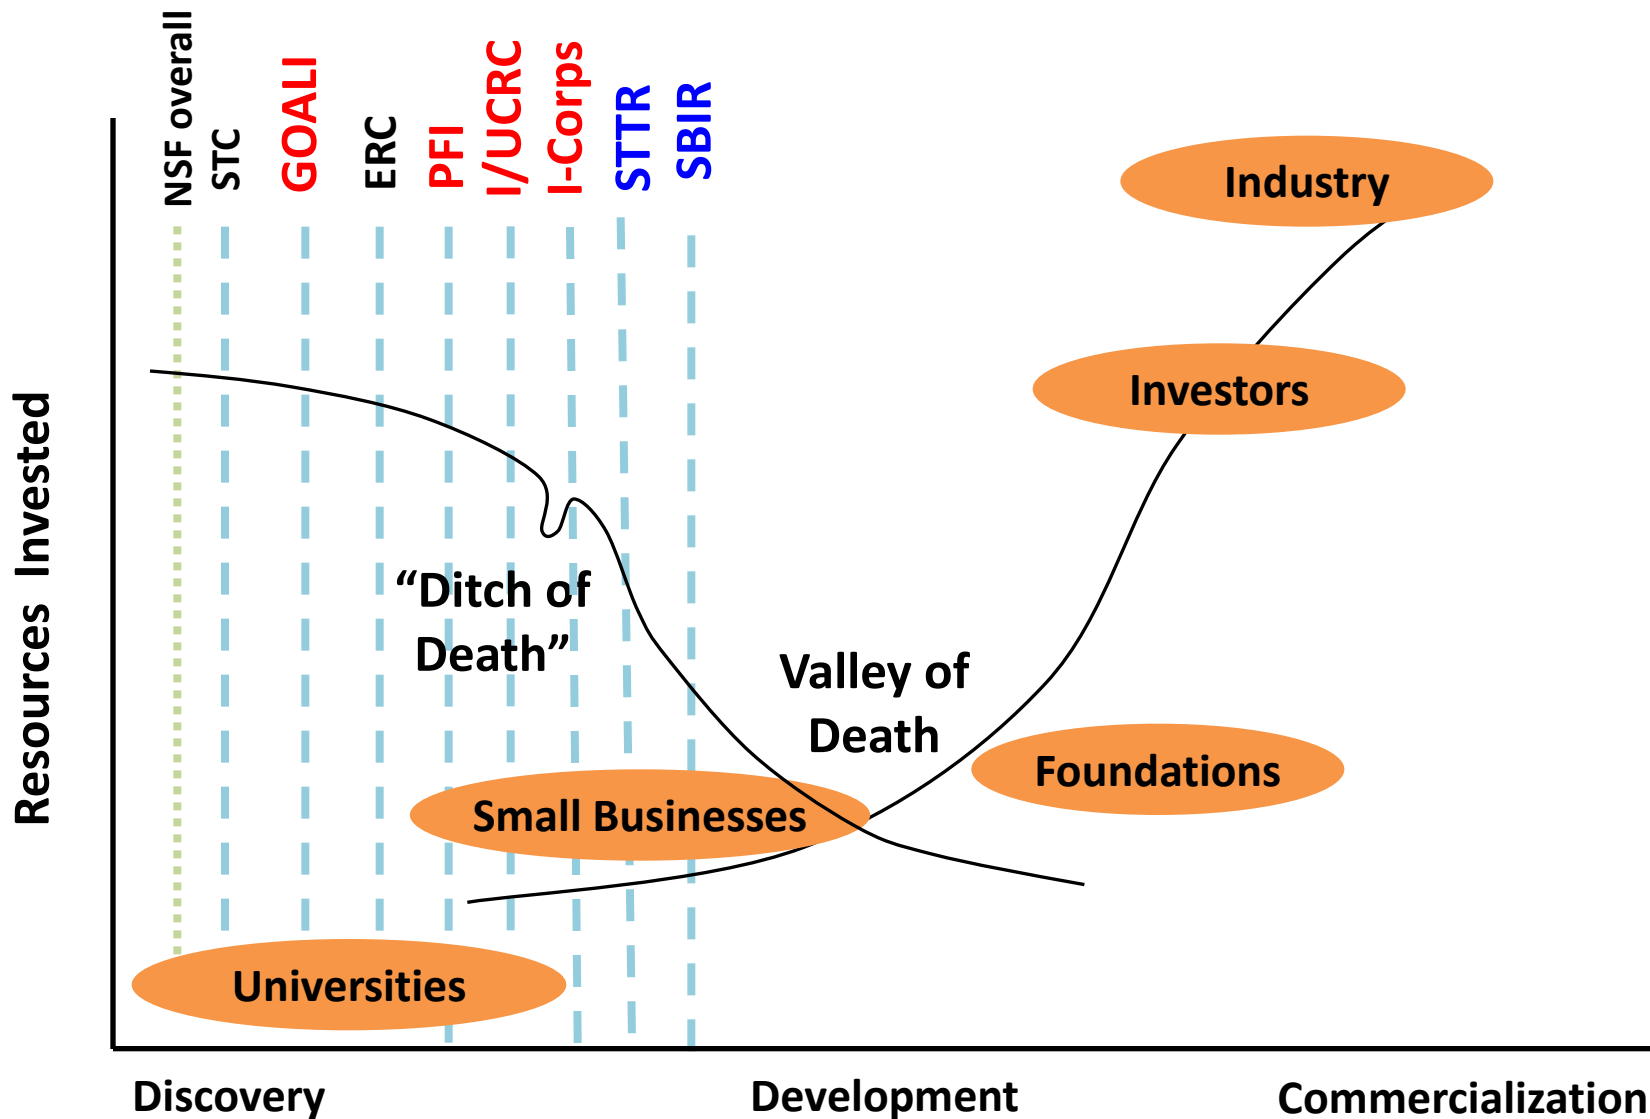 NSF overall
STC
GOALI
ERC
PFI
I/UCRC
I-Corps
STTR
SBIR
Industry
Investors
Resources Invested
“Ditch of
Death”
Valley of
Death
Foundations
Small Businesses
Universities
Discovery
Development
Commercialization